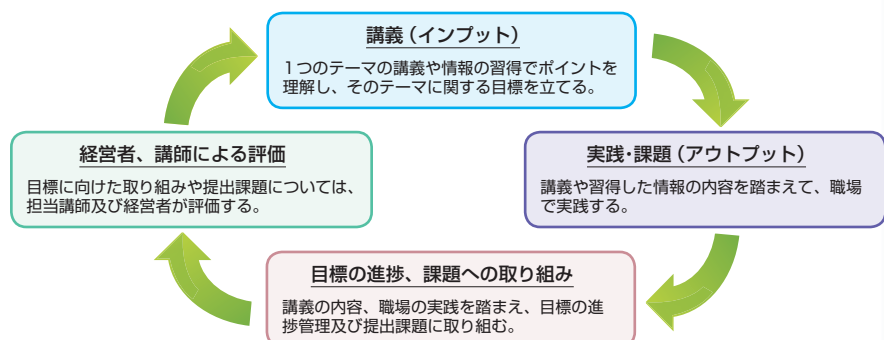 講義（インプット）
1つのテーマの講義や情報の習得でポイントを
理解し、そのテーマに関する目標を立てる。
実践・課題（アウトプット）
講義や習得した情報の内容を踏まえて、職場
で実践する。
目標の進捗、課題への取り組み
講義の内容、職場の実践を踏まえ、目標の進
捗管理及び提出課題に取り組む。
経営者、講師による評価
目標に向けた取り組みや提出課題については、
担当講師及び経営者が評価する。